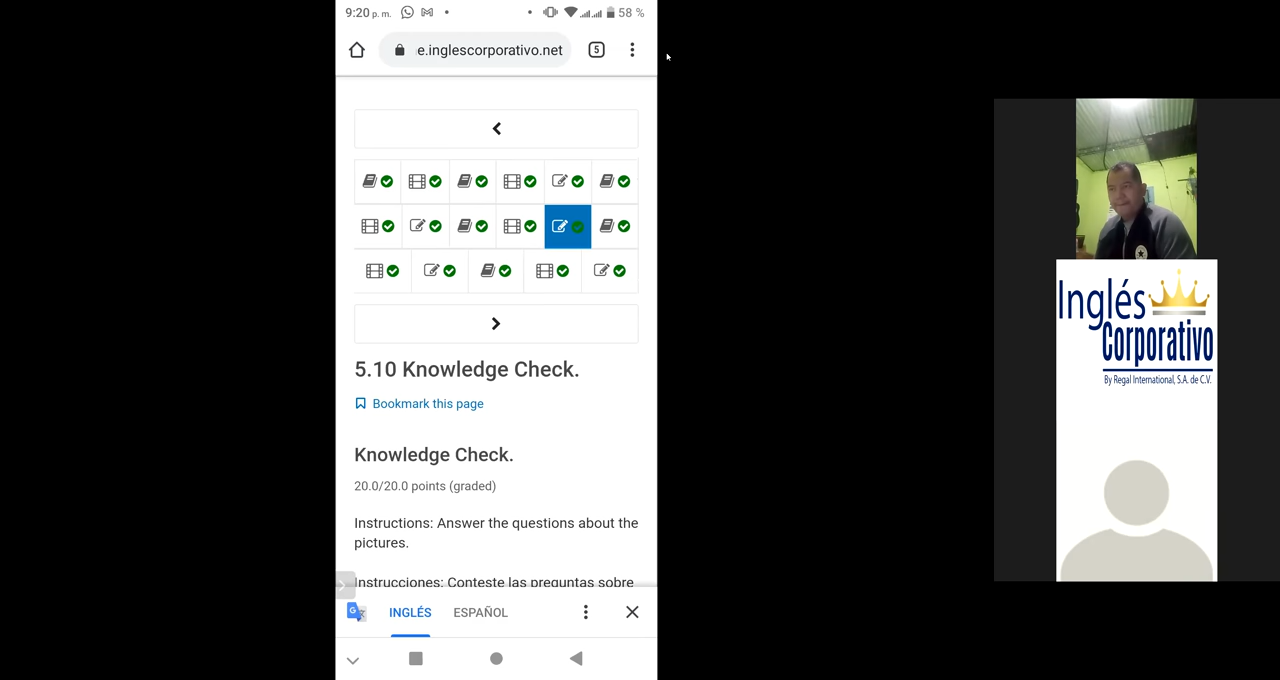 9:20 p. m.
58 %
e.inglescorporativo.net
5
5.10 Knowledge Check.
Bookmark this page
Knowledge Check.
20.0/20.0 points (graded)
Instructions: Answer the questions about the
pictures.
Instrucciones: Conteste las preguntas sobre
INGLÉS
ESPAÑOL
Inglés
Corporativo
By Regal International, S.A. de C.V.